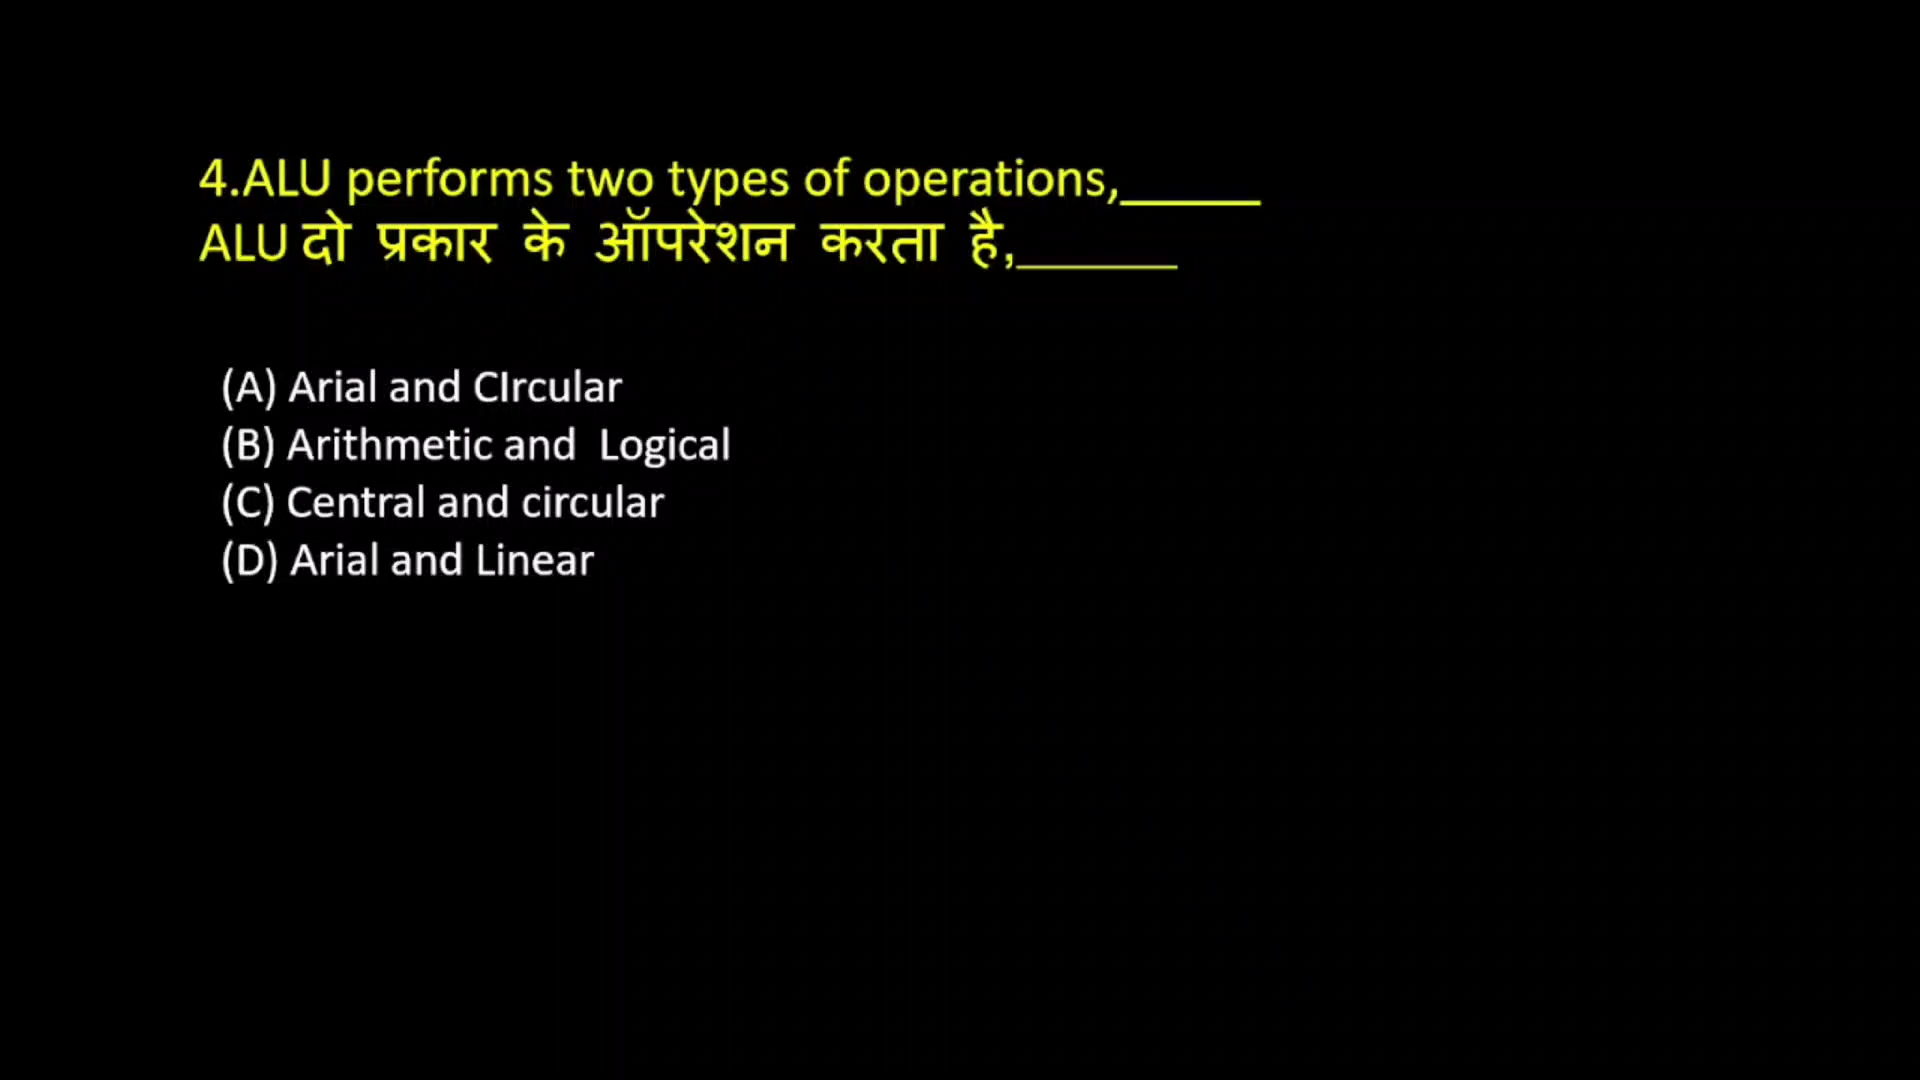 4.ALU performs two types of operations,_____
ALU दो प्रकार के ऑपरेशन करता है,______
(A) Arial and CIrcular
(B) Arithmetic and Logical
(C) Central and circular
(D) Arial and Linear